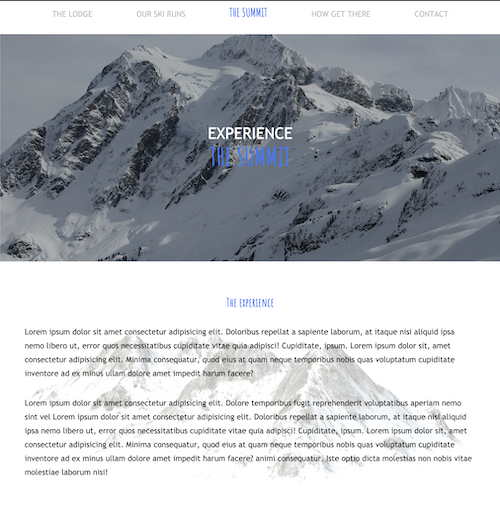 THE LODGE OUR SKI RUNS THE SUMMIT HOW GET THERE CONTACT
EXPERIENCE
THE SUMMIT
The experience
Lorem ipsum dolor sit amet consectetur adipisicing elit. Doloribus repellat a sapiente laborum, at itaque nisi aliquid ipsa
nemo libero ut, error quos necessitatibus cupiditate vitae quia adipisci! Cupiditate, ipsum. Lorem ipsum dolor sit, amet
consectetur adipisicing elit. Minima consequatur, quod eius at quam neque temporibus nobis quas voluptatum cupiditate
inventore ad ex minus ullam dolorem amet impedit harum facere?
Lorem ipsum dolor sit amet consectetur adipisicing elit. Dolore temporibus fugit reprehenderit voluptatibus aperiam nemo
sint vel Lorem ipsum dolor sit amet consectetur adipisicing elit. Doloribus repellat a sapiente laborum, at itaque nisi aliquid
ipsa nemo libero ut, error quos necessitatibus cupiditate vitae quia adipisci! Cupiditate, ipsum. Lorem ipsum dolor sit, amet
consectetur adipisicing elit. Minima consequatur, quod eius at quam neque temporibus nobis quas voluptatum cupiditate
inventore ad ex minus ullam dolorem amet impedit harum facere? animi consequatur. Iste optio dicta molestias non nobis vitae
molestiae laborum nisi!